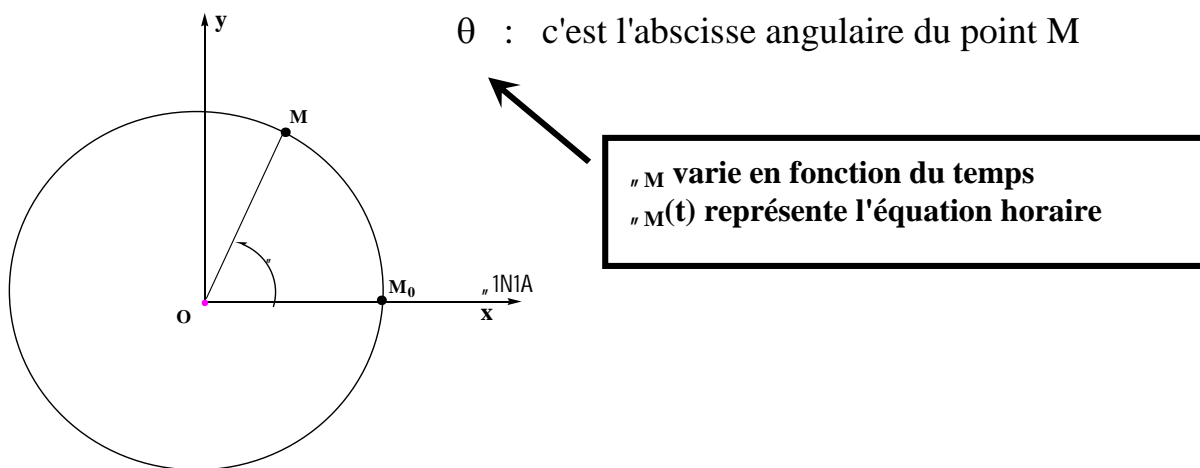 y
θ : c'est l'abscisse angulaire du point M
M
〃M varie en fonction du temps
〃M(t) représente l'équation horaire
〃
M0
〃 1N1A
O
x